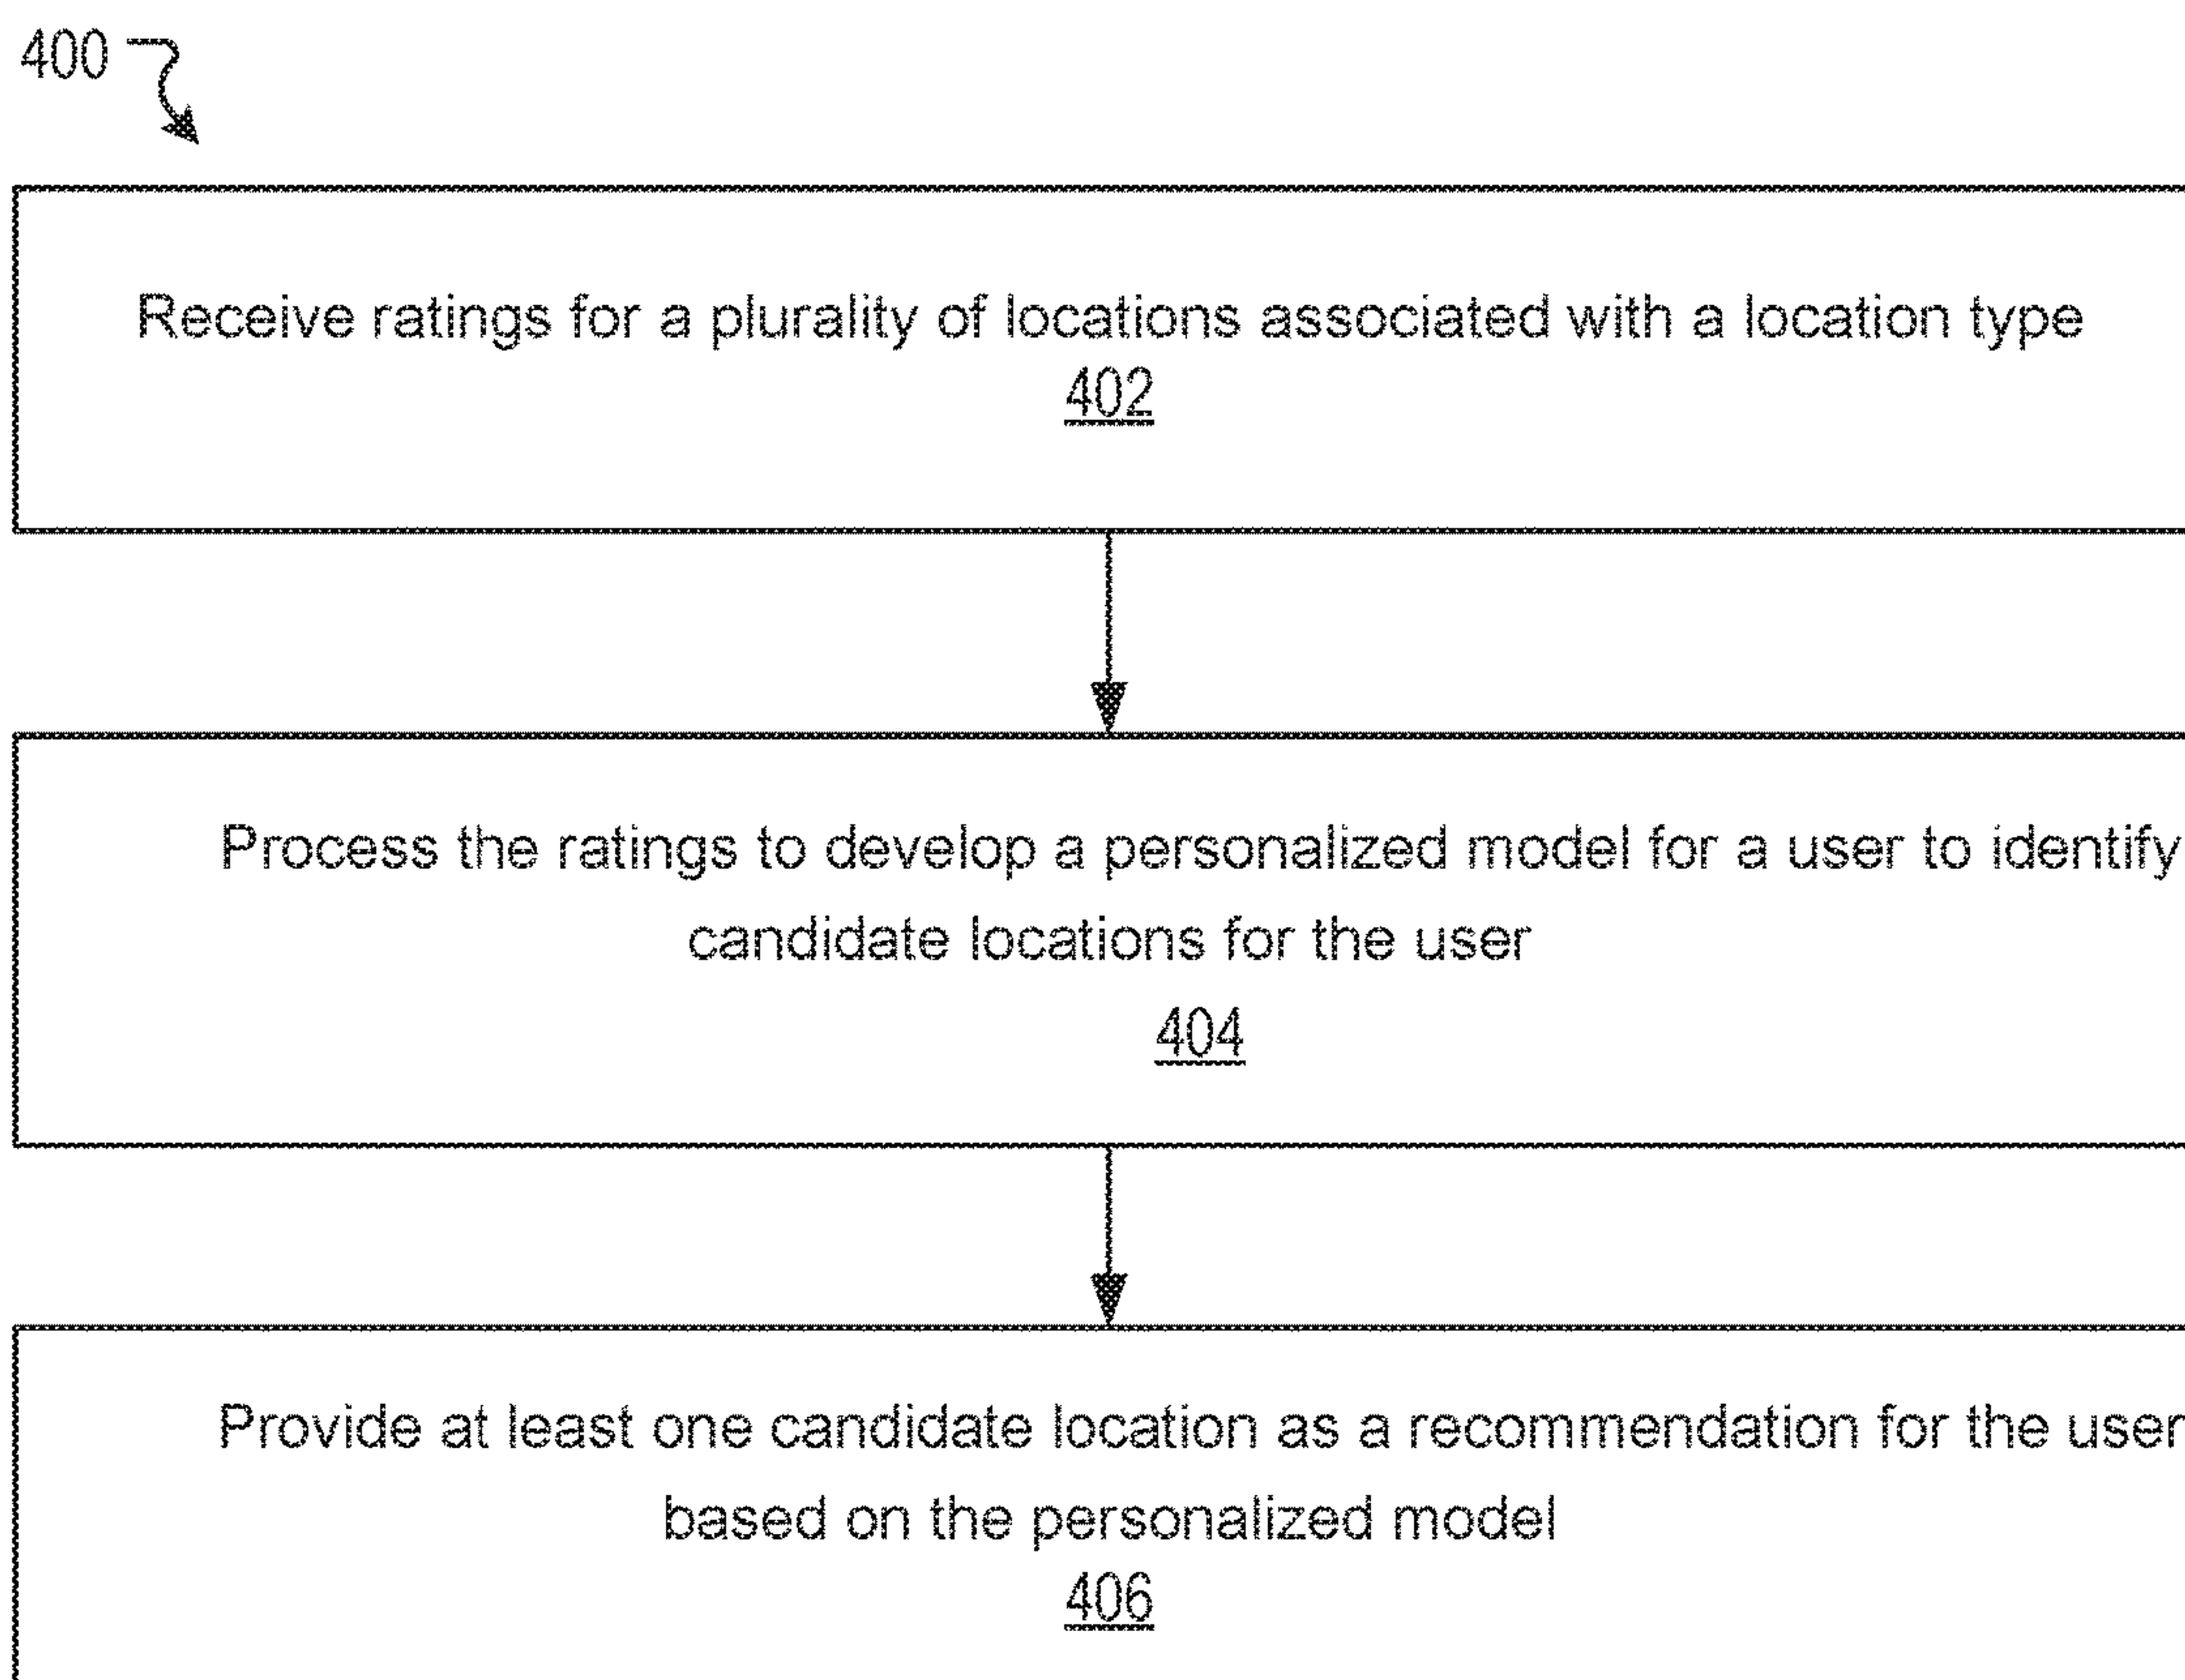 400
Receive ratings for a plurality of locations associated with a location type
402
Process the ratings to develop a personalized model for a user to identify
candidate locations for the user
404
Provide at least one candidate location as a recommendation for the user
based on the personalized model
406